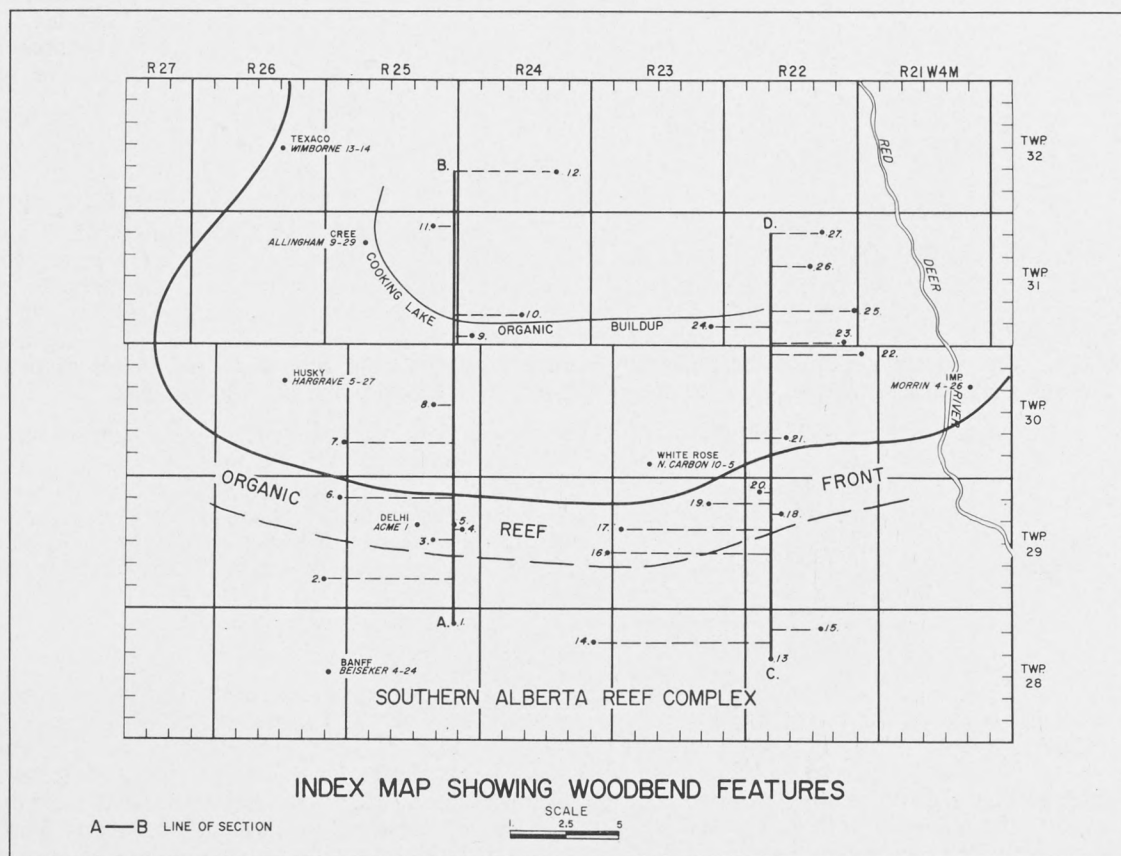 R27 R26 R25 R24 R23 R22 R21W4M
TWP. 32
TEXACO
WIMBORNE 13-14
B.
12.
RED
11.
CREE
ALLINGHAM 9-29
D.
27.
26.
DEER
TWP. 31
COOKING LAKE
10.
ORGANIC BUILDUP
24.
25.
9.
23.
22.
HUSKY
HARGRAVE 5-27
IMP.
MORRIN 4-26
RIVER
TWP. 30
8.
7.
21.
WHITE ROSE
N. CARBON 10-5
ORGANIC REEF FRONT
6.
20.
19.
18.
DELHI
ACME 1
5.
4.
17.
3.
16.
TWP. 29
2.
A.
1.
15.
14.
13
C.
BANFF
BEISEKER 4-24
TWP. 28
SOUTHERN ALBERTA REEF COMPLEX
INDEX MAP SHOWING WOODBEND FEATURES
SCALE
1. 2.5 5
A — B LINE OF SECTION